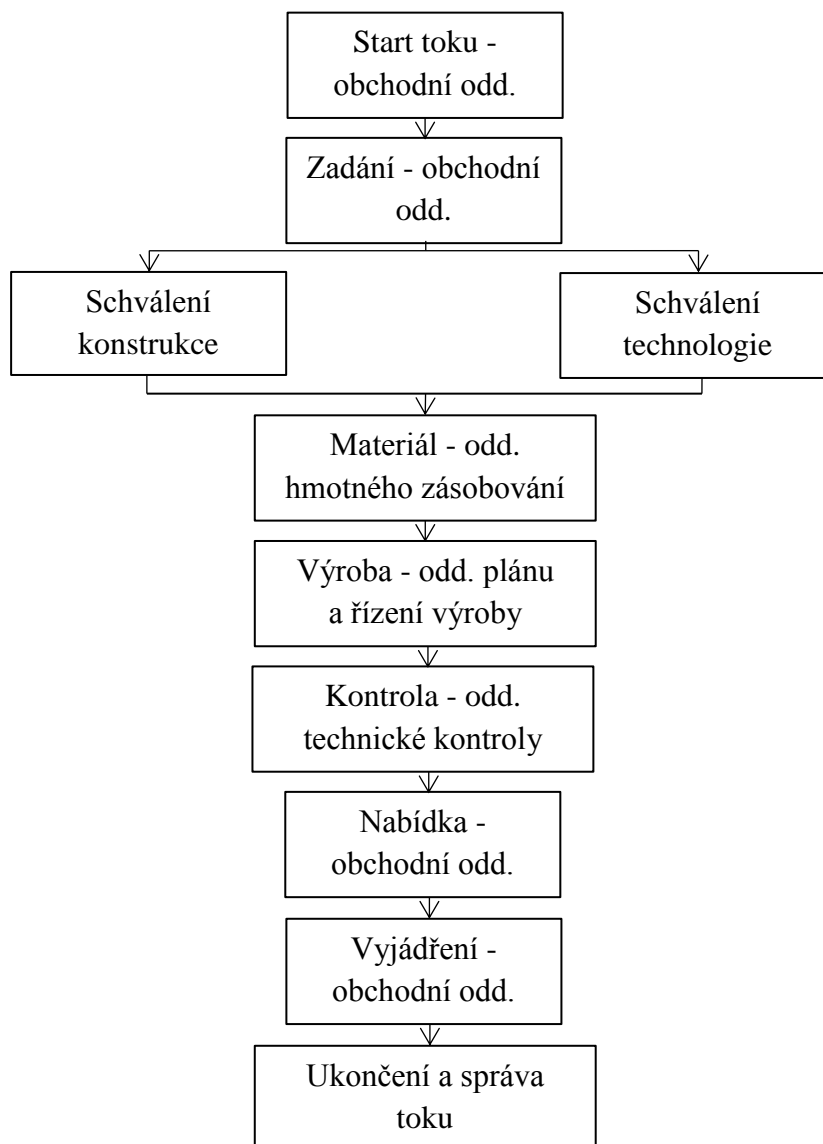 Start toku -
obchodní odd.
Zadání - obchodní
odd.
Schválení
konstrukce
Schválení
technologie
Materiál - odd.
hmotného zásobování
Výroba - odd. plánu
a řízení výroby
Kontrola - odd.
technické kontroly
Nabídka -
obchodní odd.
Vyjádření -
obchodní odd.
Ukončení a správa
toku